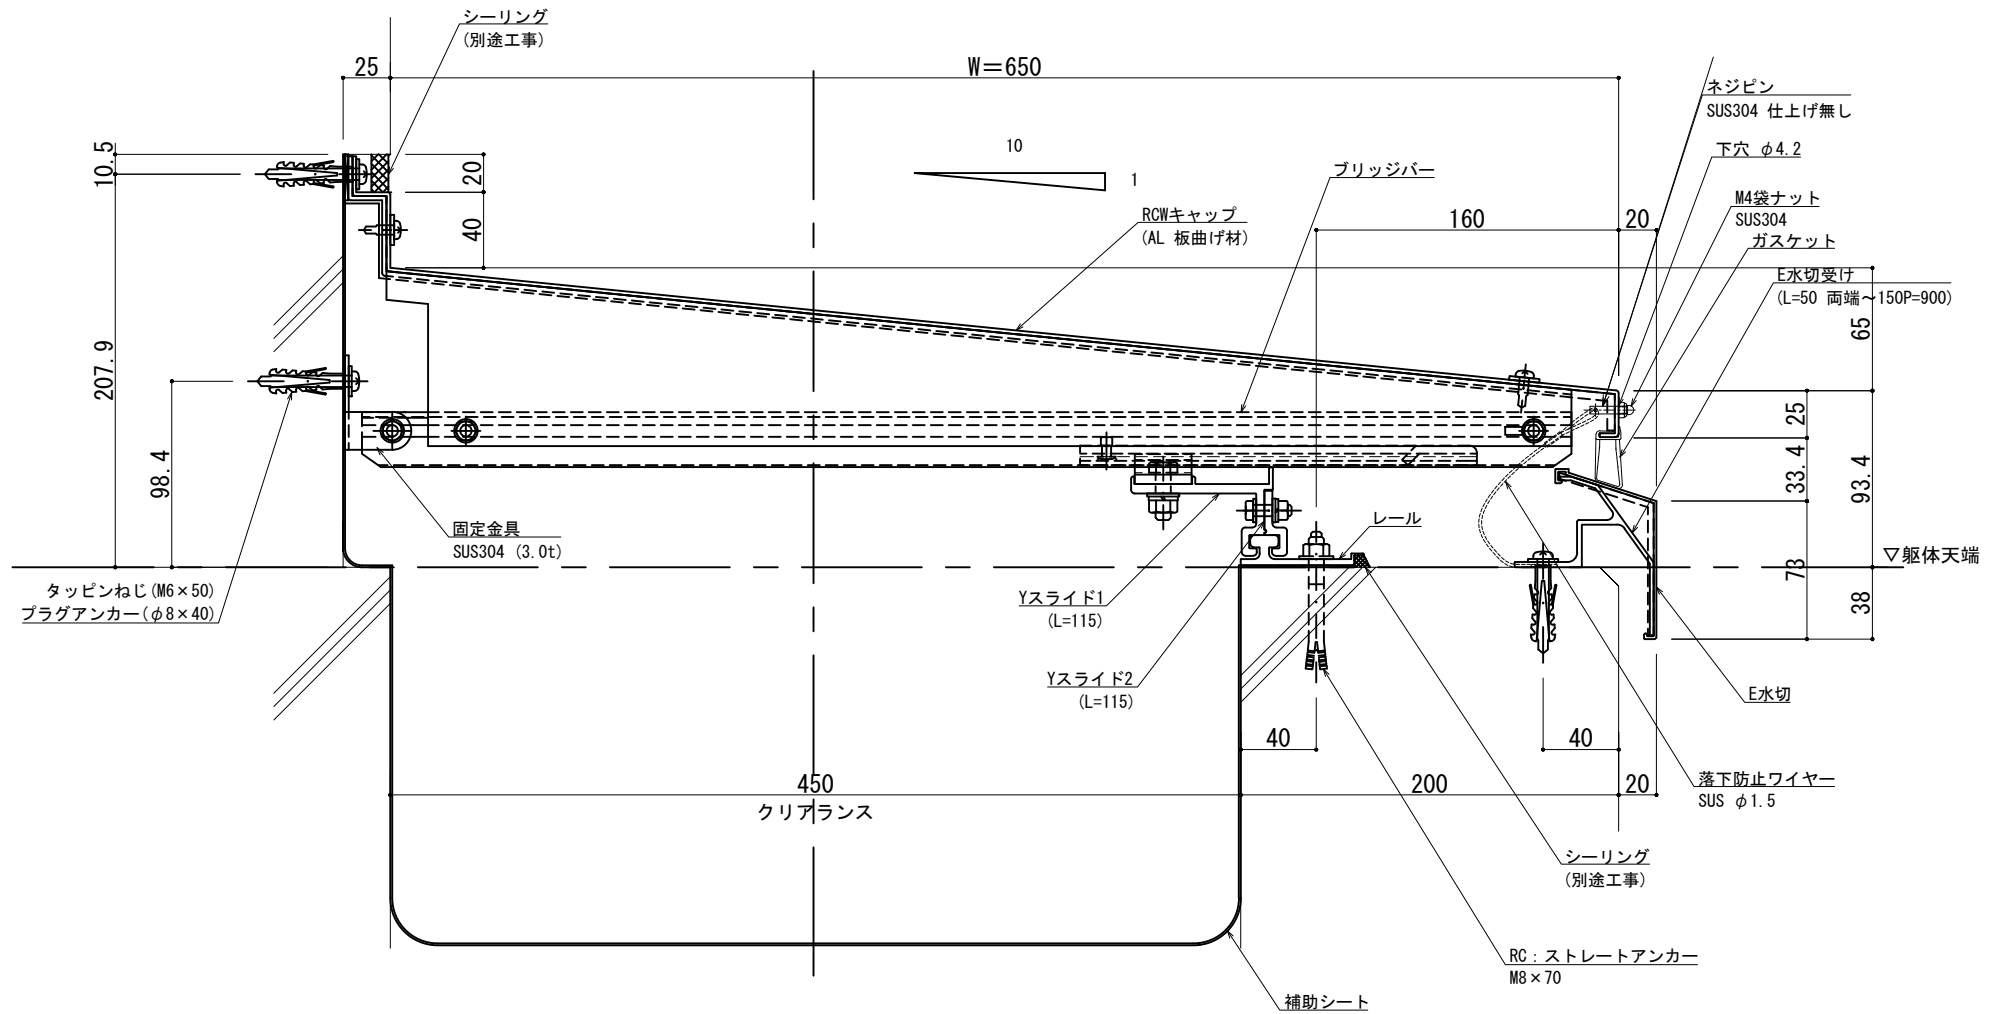 シーリング
(別途工事)
25
W＝650
ネジピン
SUS304 仕上げ無し
10.5
20
10
1
下穴 φ4.2
ブリッジバー
M4袋ナット
SUS304
40
RCWキャップ
(AL 板曲げ材)
160
20
ガスケット
E水切受け
(L=50 両端～150P=900)
65
207.9
25
98.4
33.4
93.4
固定金具
SUS304 (3.0t)
レール
▽躯体天端
73
タッピンねじ(M6×50)
プラグアンカー(φ8×40)
Yスライド1
(L=115)
38
Yスライド2
(L=115)
E水切
40
40
450
クリアランス
200
20
落下防止ワイヤー
SUS φ1.5
シーリング
(別途工事)
RC：ストレートアンカー
M8×70
補助シート